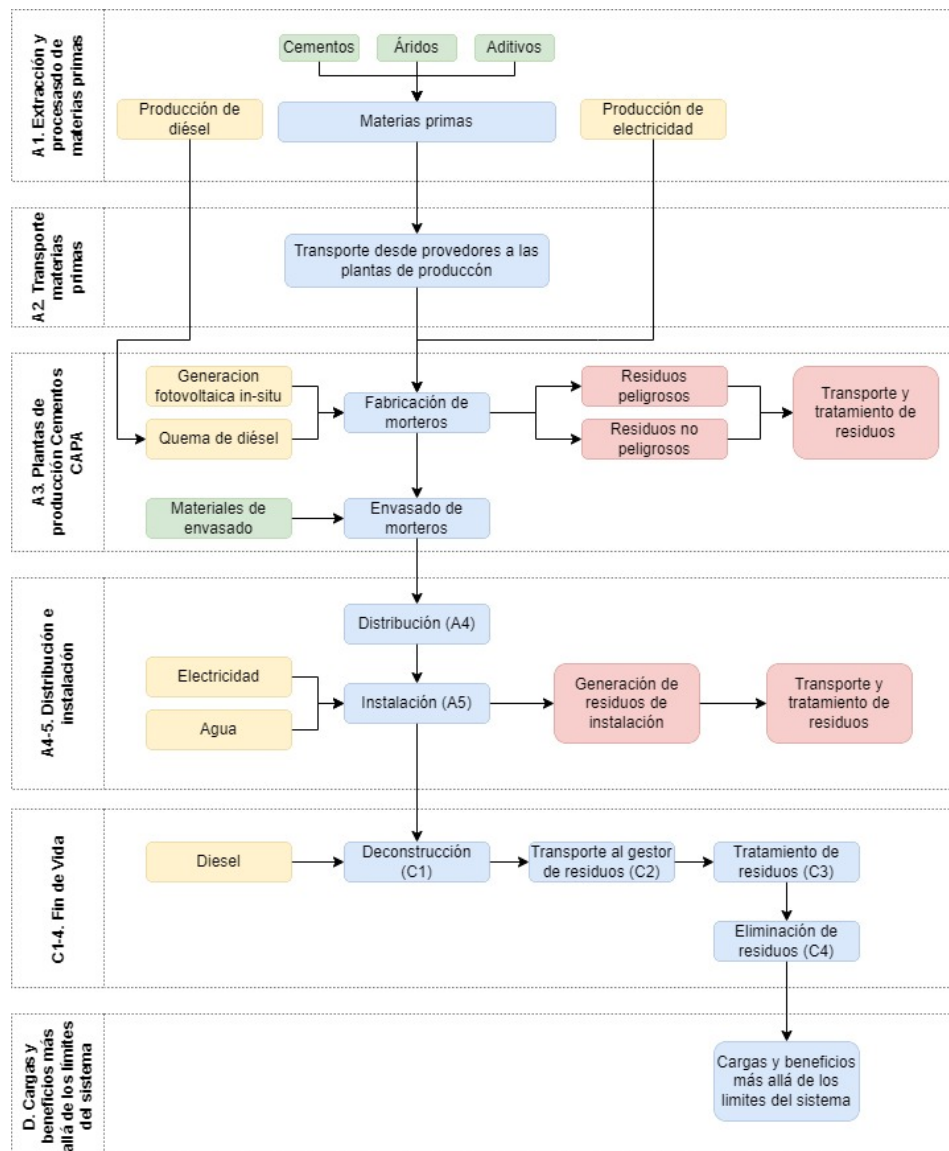 A1. Extracción y
procesasdo de
materias primas
Cementos
Áridos
Aditivos
Producción de
diésel
Materias primas
Producción de
electricidad
A2. Transporte
materias
primas
Transporte desde provedores a las
plantas de produccón
A3. Plantas de
producción Cementos
CAPA
Generacion
fotovoltaica in-situ
Quema de diésel
Fabricación de
morteros
Residuos
peligrosos
Residuos no
peligrosos
Transporte y
tratamiento de
residuos
Materiales de
envasado
Envasado de
morteros
A4-5. Distribución e
instalación
Distribución (A4)
Electricidad
Agua
Instalación (A5)
Generación de
residuos de
instalación
Transporte y
tratamiento de
residuos
C1-4. Fin de Vida
Diesel
Deconstrucción
(C1)
Transporte al gestor
de residuos (C2)
Tratamiento de
residuos (C3)
Eliminación de
residuos (C4)
D. Cargas y
beneficios más
allá de los límites
del sistema
Cargas y beneficios
más allá de los
limites del sistema